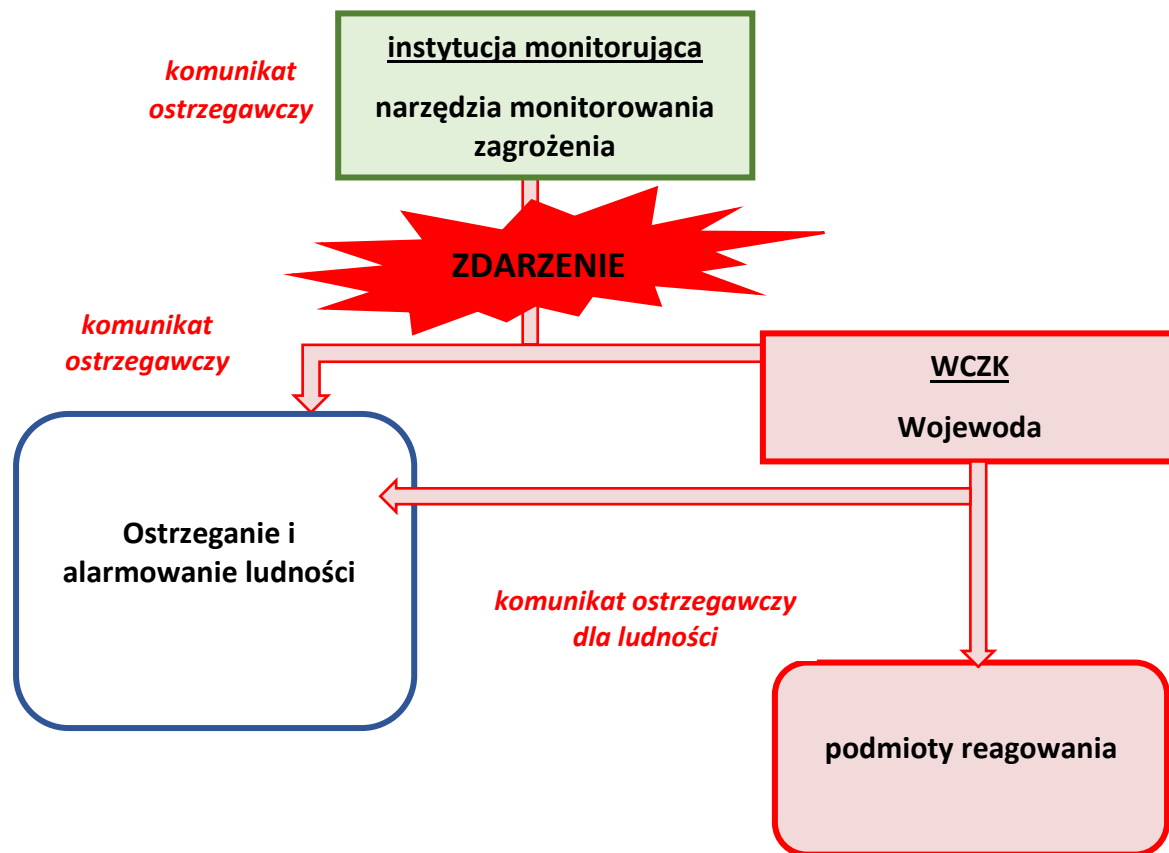 instytucja monitorująca
komunikat
ostrzegawczy
narzędzia monitorowania
zagrożenia
ZDARZENIE
komunikat
ostrzegawczy
WCZK
Wojewoda
Ostrzeganie i
alarmowanie ludności
komunikat ostrzegawczy
dla ludności
podmioty reagowania